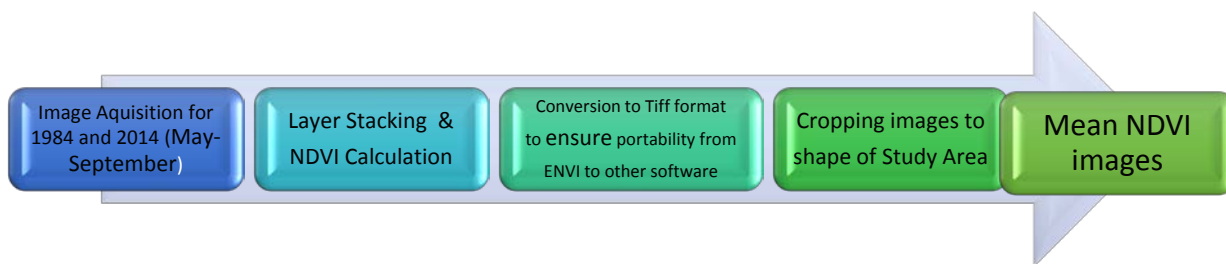 Image Aquisition for
1984 and 2014 (May-
September)
Layer Stacking &
NDVI Calculation
Conversion to Tiff format
to ensure portability from
ENVI to other software
Cropping images to
shape of Study Area
Mean NDVI
images